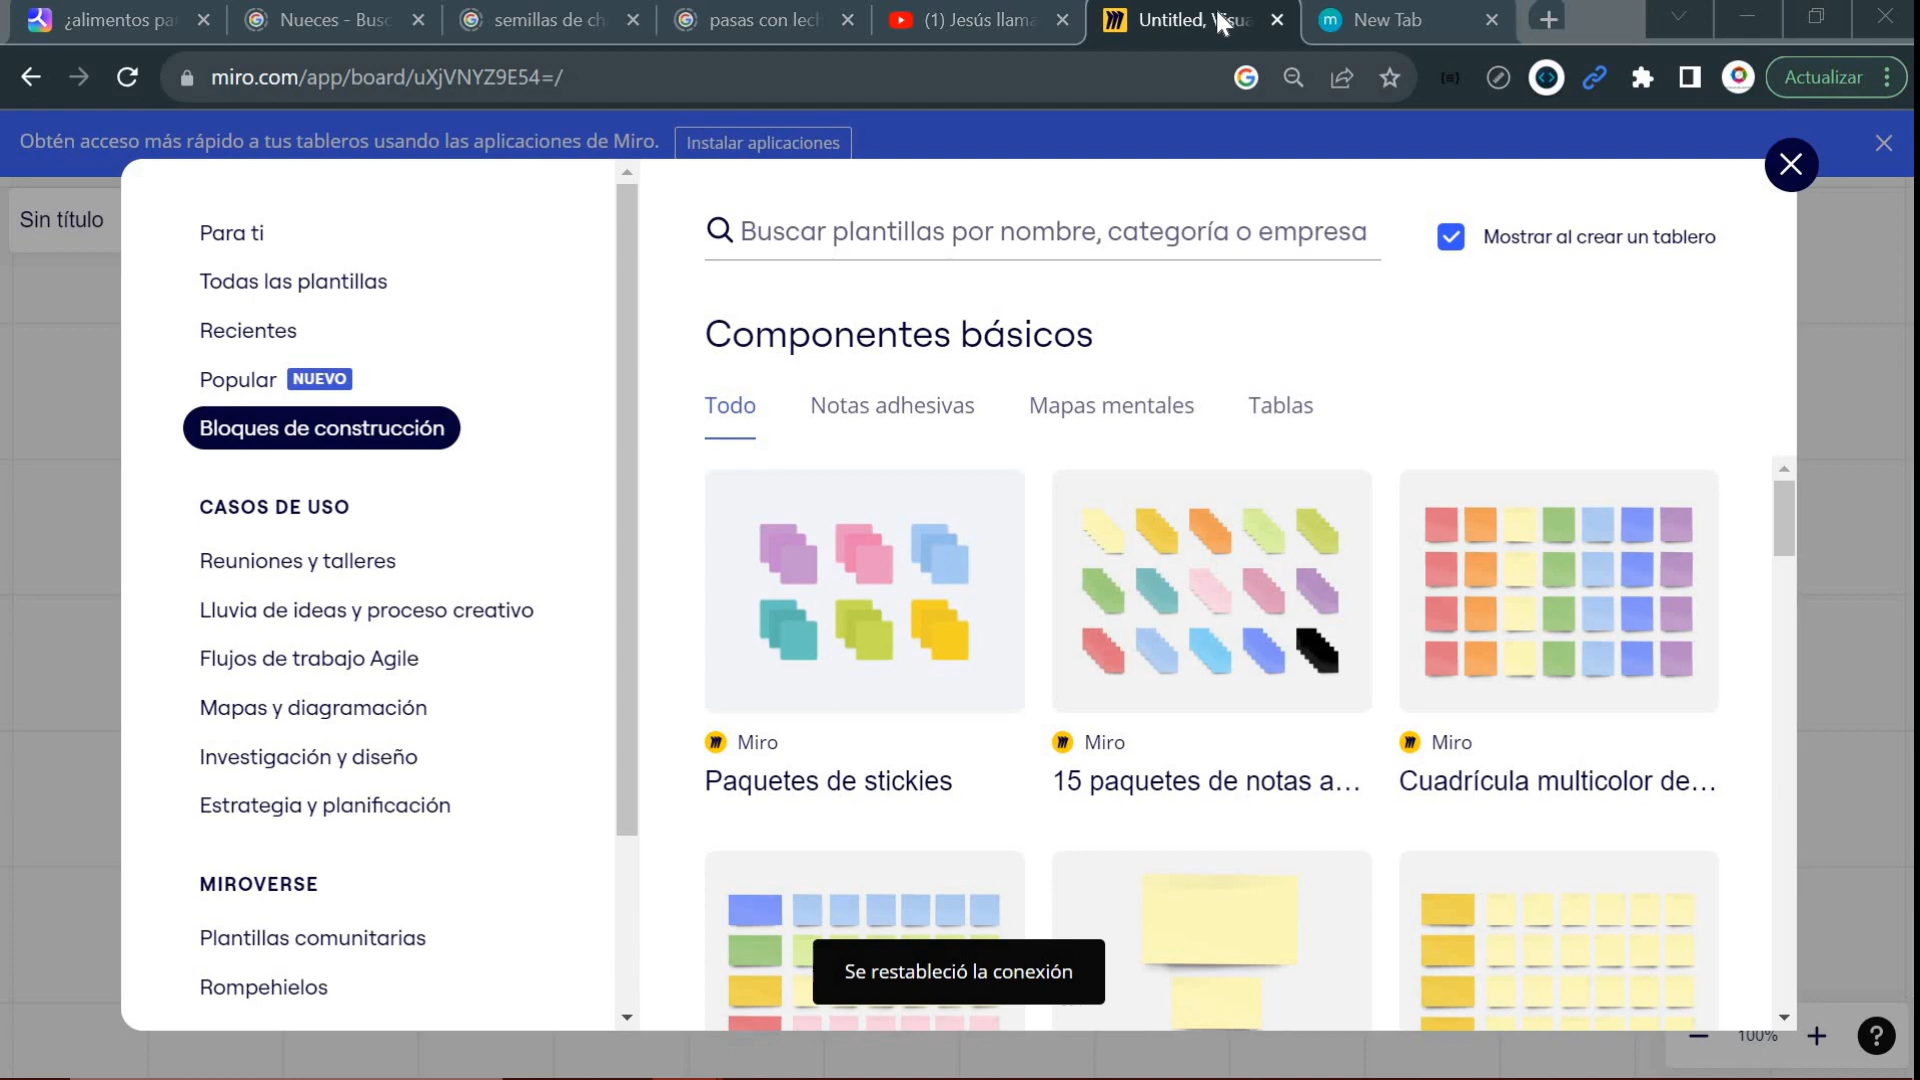 ¿alimentos pa
Nueces - Busc
semillas de ch
pasas con lech
(1) Jesús llama
Untitled, Visua
New Tab
miro.com/app/board/uXjVNYZ9E54=/
Actualizar
Obtén acceso más rápido a tus tableros usando las aplicaciones de Miro.
Instalar aplicaciones
Sin título
Para ti
Todas las plantillas
Recientes
Popular NUEVO
Bloques de construcción
CASOS DE USO
Reuniones y talleres
Lluvia de ideas y proceso creativo
Flujos de trabajo Agile
Mapas y diagramación
Investigación y diseño
Estrategia y planificación
MIROVERSE
Plantillas comunitarias
Rompehielos
Buscar plantillas por nombre, categoría o empresa
Mostrar al crear un tablero
Componentes básicos
Todo
Notas adhesivas
Mapas mentales
Tablas
Miro
Paquetes de stickies
Miro
15 paquetes de notas a...
Miro
Cuadrícula multicolor de...
Se restableció la conexión
100%